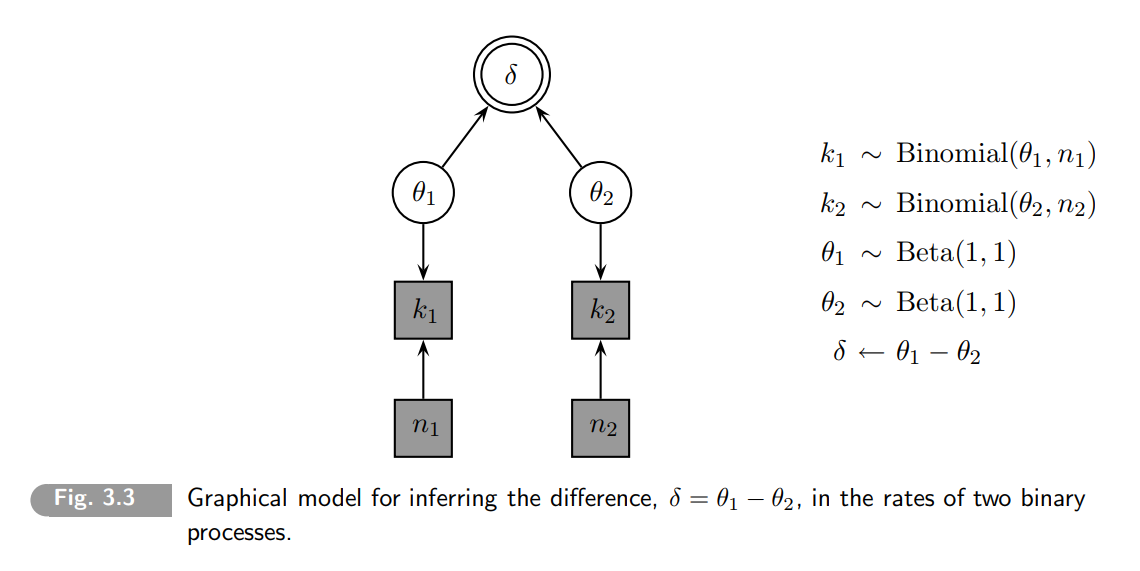 δ
θ₁ θ₂
k₁ k₂
n₁ n₂
k₁ ∼ Binomial(θ₁, n₁)
k₂ ∼ Binomial(θ₂, n₂)
θ₁ ∼ Beta(1, 1)
θ₂ ∼ Beta(1, 1)
δ ← θ₁ − θ₂
Fig. 3.3 Graphical model for inferring the difference, δ = θ₁ − θ₂, in the rates of two binary
processes.